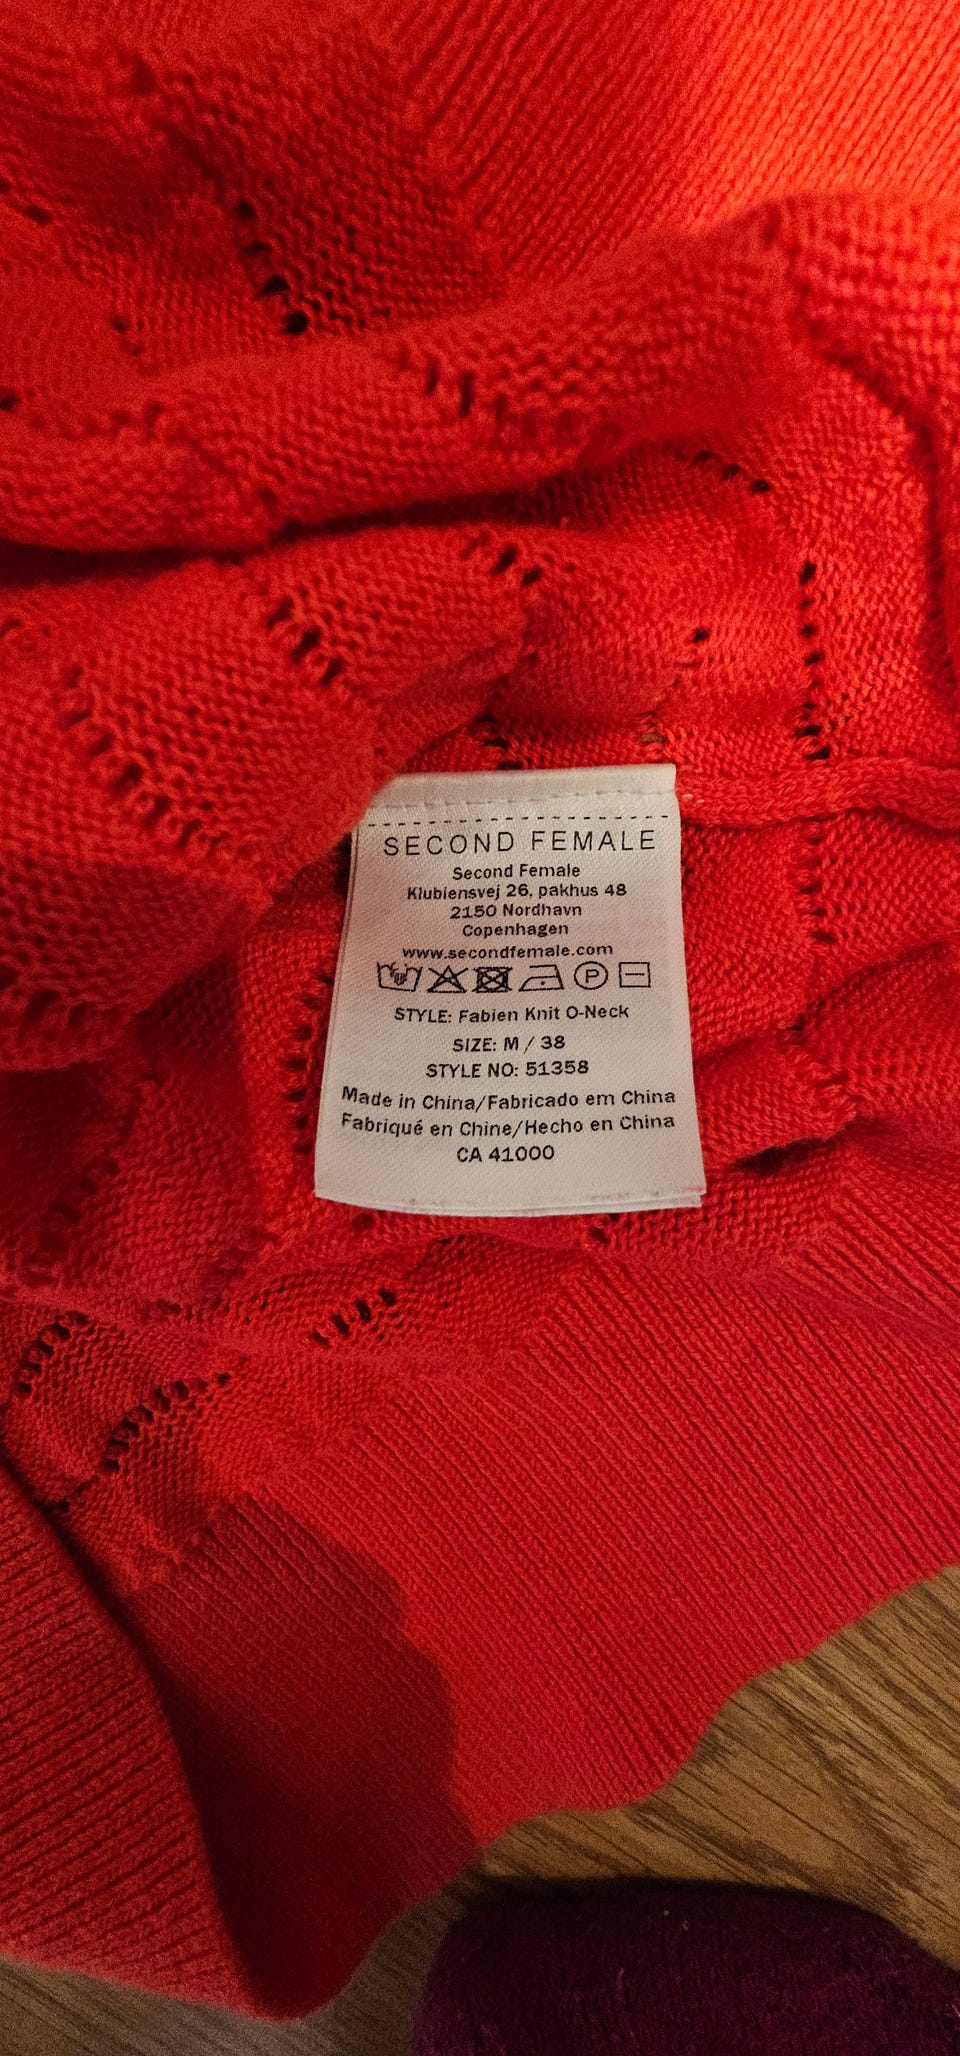 SECOND FEMALE
Second Female
Klubiensvej 26, pakhus 48
2150 Nordhavn
Copenhagen
www.secondfemale.com
P
STYLE: Fabien Knit O-Neck
SIZE: M / 38
STYLE NO: 51358
Made in China/Fabricado em China
Fabriqué en Chine/Hecho en China
CA 41000